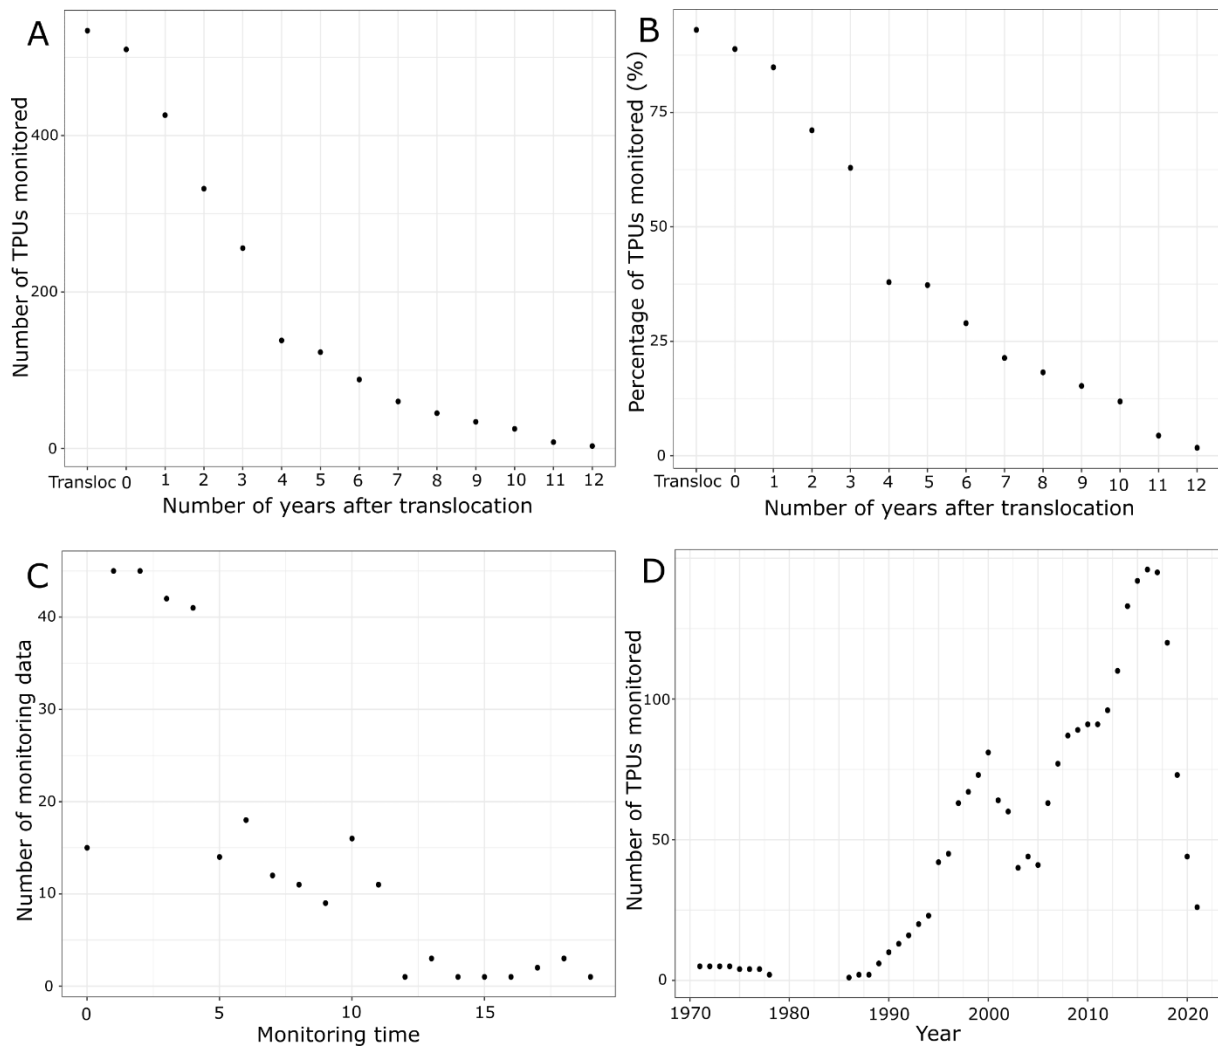 A
Number of TPUs monitored
400
200
0
Transloc 0 1 2 3 4 5 6 7 8 9 10 11 12
Number of years after translocation
B
Percentage of TPUs monitored (%)
75
50
25
0
Transloc 0 1 2 3 4 5 6 7 8 9 10 11 12
Number of years after translocation
C
Number of monitoring data
40
30
20
10
0
0 5 10 15
Monitoring time
D
Number of TPUs monitored
100
50
0
1970 1980 1990 2000 2010 2020
Year